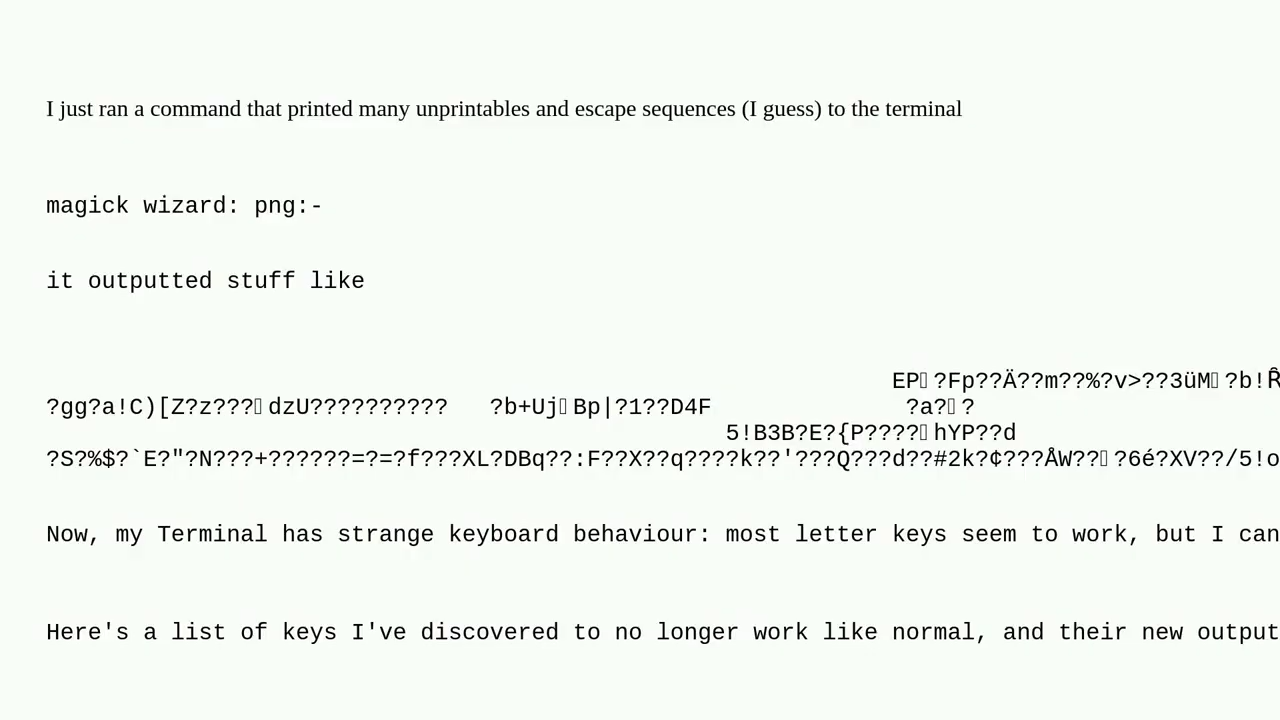 I just ran a command that printed many unprintables and escape sequences (I guess) to the terminal
magick wizard: png:-
it outputted stuff like
EP▯?Fp??Ä??m??%?v>??3üM▯?b!Ř
?gg?a!C)[Z?z???▯dzU??????????   ?b+Uj▯Bp|?1??D4F              ?a?▯?
5!B3B?E?{P????▯hYP??d
?S?%$?`E?"?N???+??????=?=?f???XL?DBq??:F??X??q????k??'???Q???d??#2k?¢???ÅW??▯?6é?XV??/5!o
Now, my Terminal has strange keyboard behaviour: most letter keys seem to work, but I can
Here's a list of keys I've discovered to no longer work like normal, and their new output